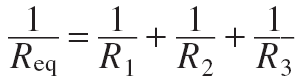 1/R_eq = 1/R_1 + 1/R_2 + 1/R_3